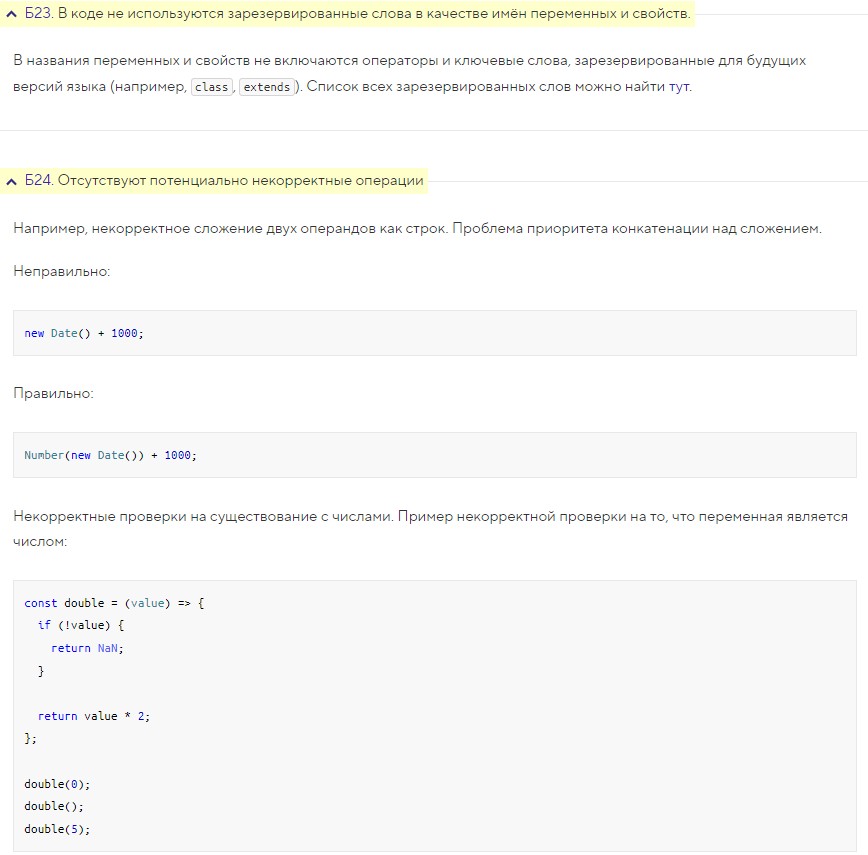 Б23. В коде не используются зарезервированные слова в качестве имён переменных и свойств.
В названия переменных и свойств не включаются операторы и ключевые слова, зарезервированные для будущих
версий языка (например, class, extends). Список всех зарезервированных слов можно найти тут.
Б24. Отсутствуют потенциально некорректные операции
Например, некорректное сложение двух операндов как строк. Проблема приоритета конкатенации над сложением.
Неправильно:
new Date() + 1000;
Правильно:
Number(new Date()) + 1000;
Некорректные проверки на существование с числами. Пример некорректной проверки на то, что переменная является
числом:
const double = (value) => {
if (!value) {
return NaN;
}
return value * 2;
};
double(0);
double();
double(5);